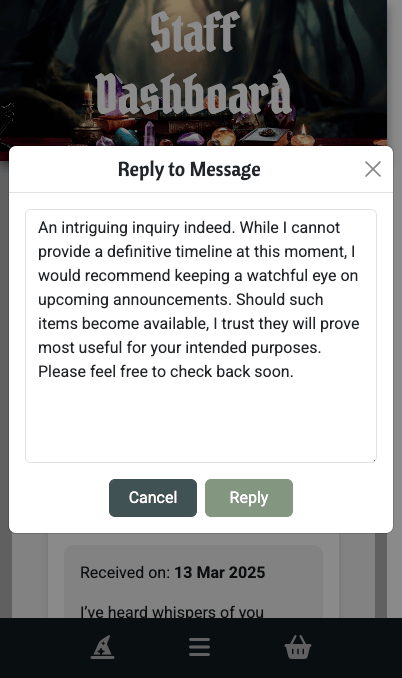 Staff
Dashboard
Reply to Message
An intriguing inquiry indeed. While I cannot
provide a definitive timeline at this moment, I
would recommend keeping a watchful eye on
upcoming announcements. Should such
items become available, I trust they will prove
most useful for your intended purposes.
Please feel free to check back soon.
Cancel Reply
Received on: 13 Mar 2025
I've heard whispers of you